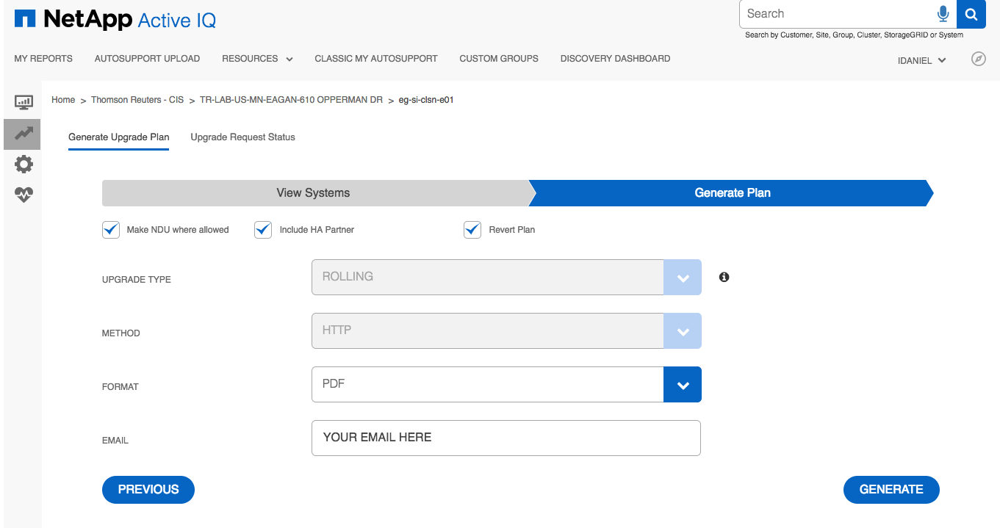 NetApp Active IQ
Search
Search by Customer, Site, Group, Cluster, StorageGRID or System
MY REPORTS AUTOSUPPORT UPLOAD RESOURCES CLASSIC MY AUTOSUPPORT CUSTOM GROUPS DISCOVERY DASHBOARD
IDANIEL
Home > Thomson Reuters - CIS > TR-LAB-US-MN-EAGAN-610 OPPERMAN DR > eg-si-clsn-e01
Generate Upgrade Plan Upgrade Request Status
View Systems Generate Plan
Make NDU where allowed Include HA Partner Revert Plan
UPGRADE TYPE ROLLING
METHOD HTTP
FORMAT PDF
EMAIL YOUR EMAIL HERE
PREVIOUS GENERATE